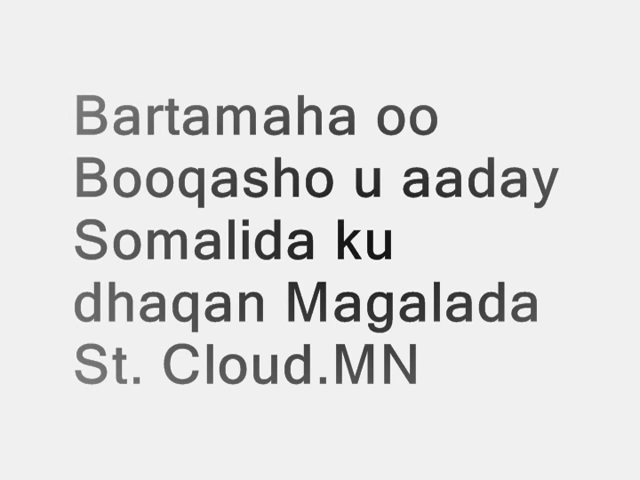 Bartamaha oo
Booqasho u aaday
Somalida ku
dhaqan Magalada
St. Cloud.MN